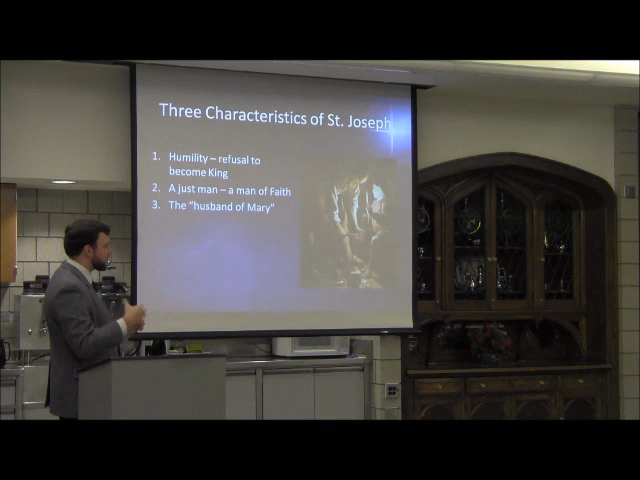 Three Characteristics of St. Joseph
1. Humility – refusal to
become King
2. A just man – a man of Faith
3. The “husband of Mary”